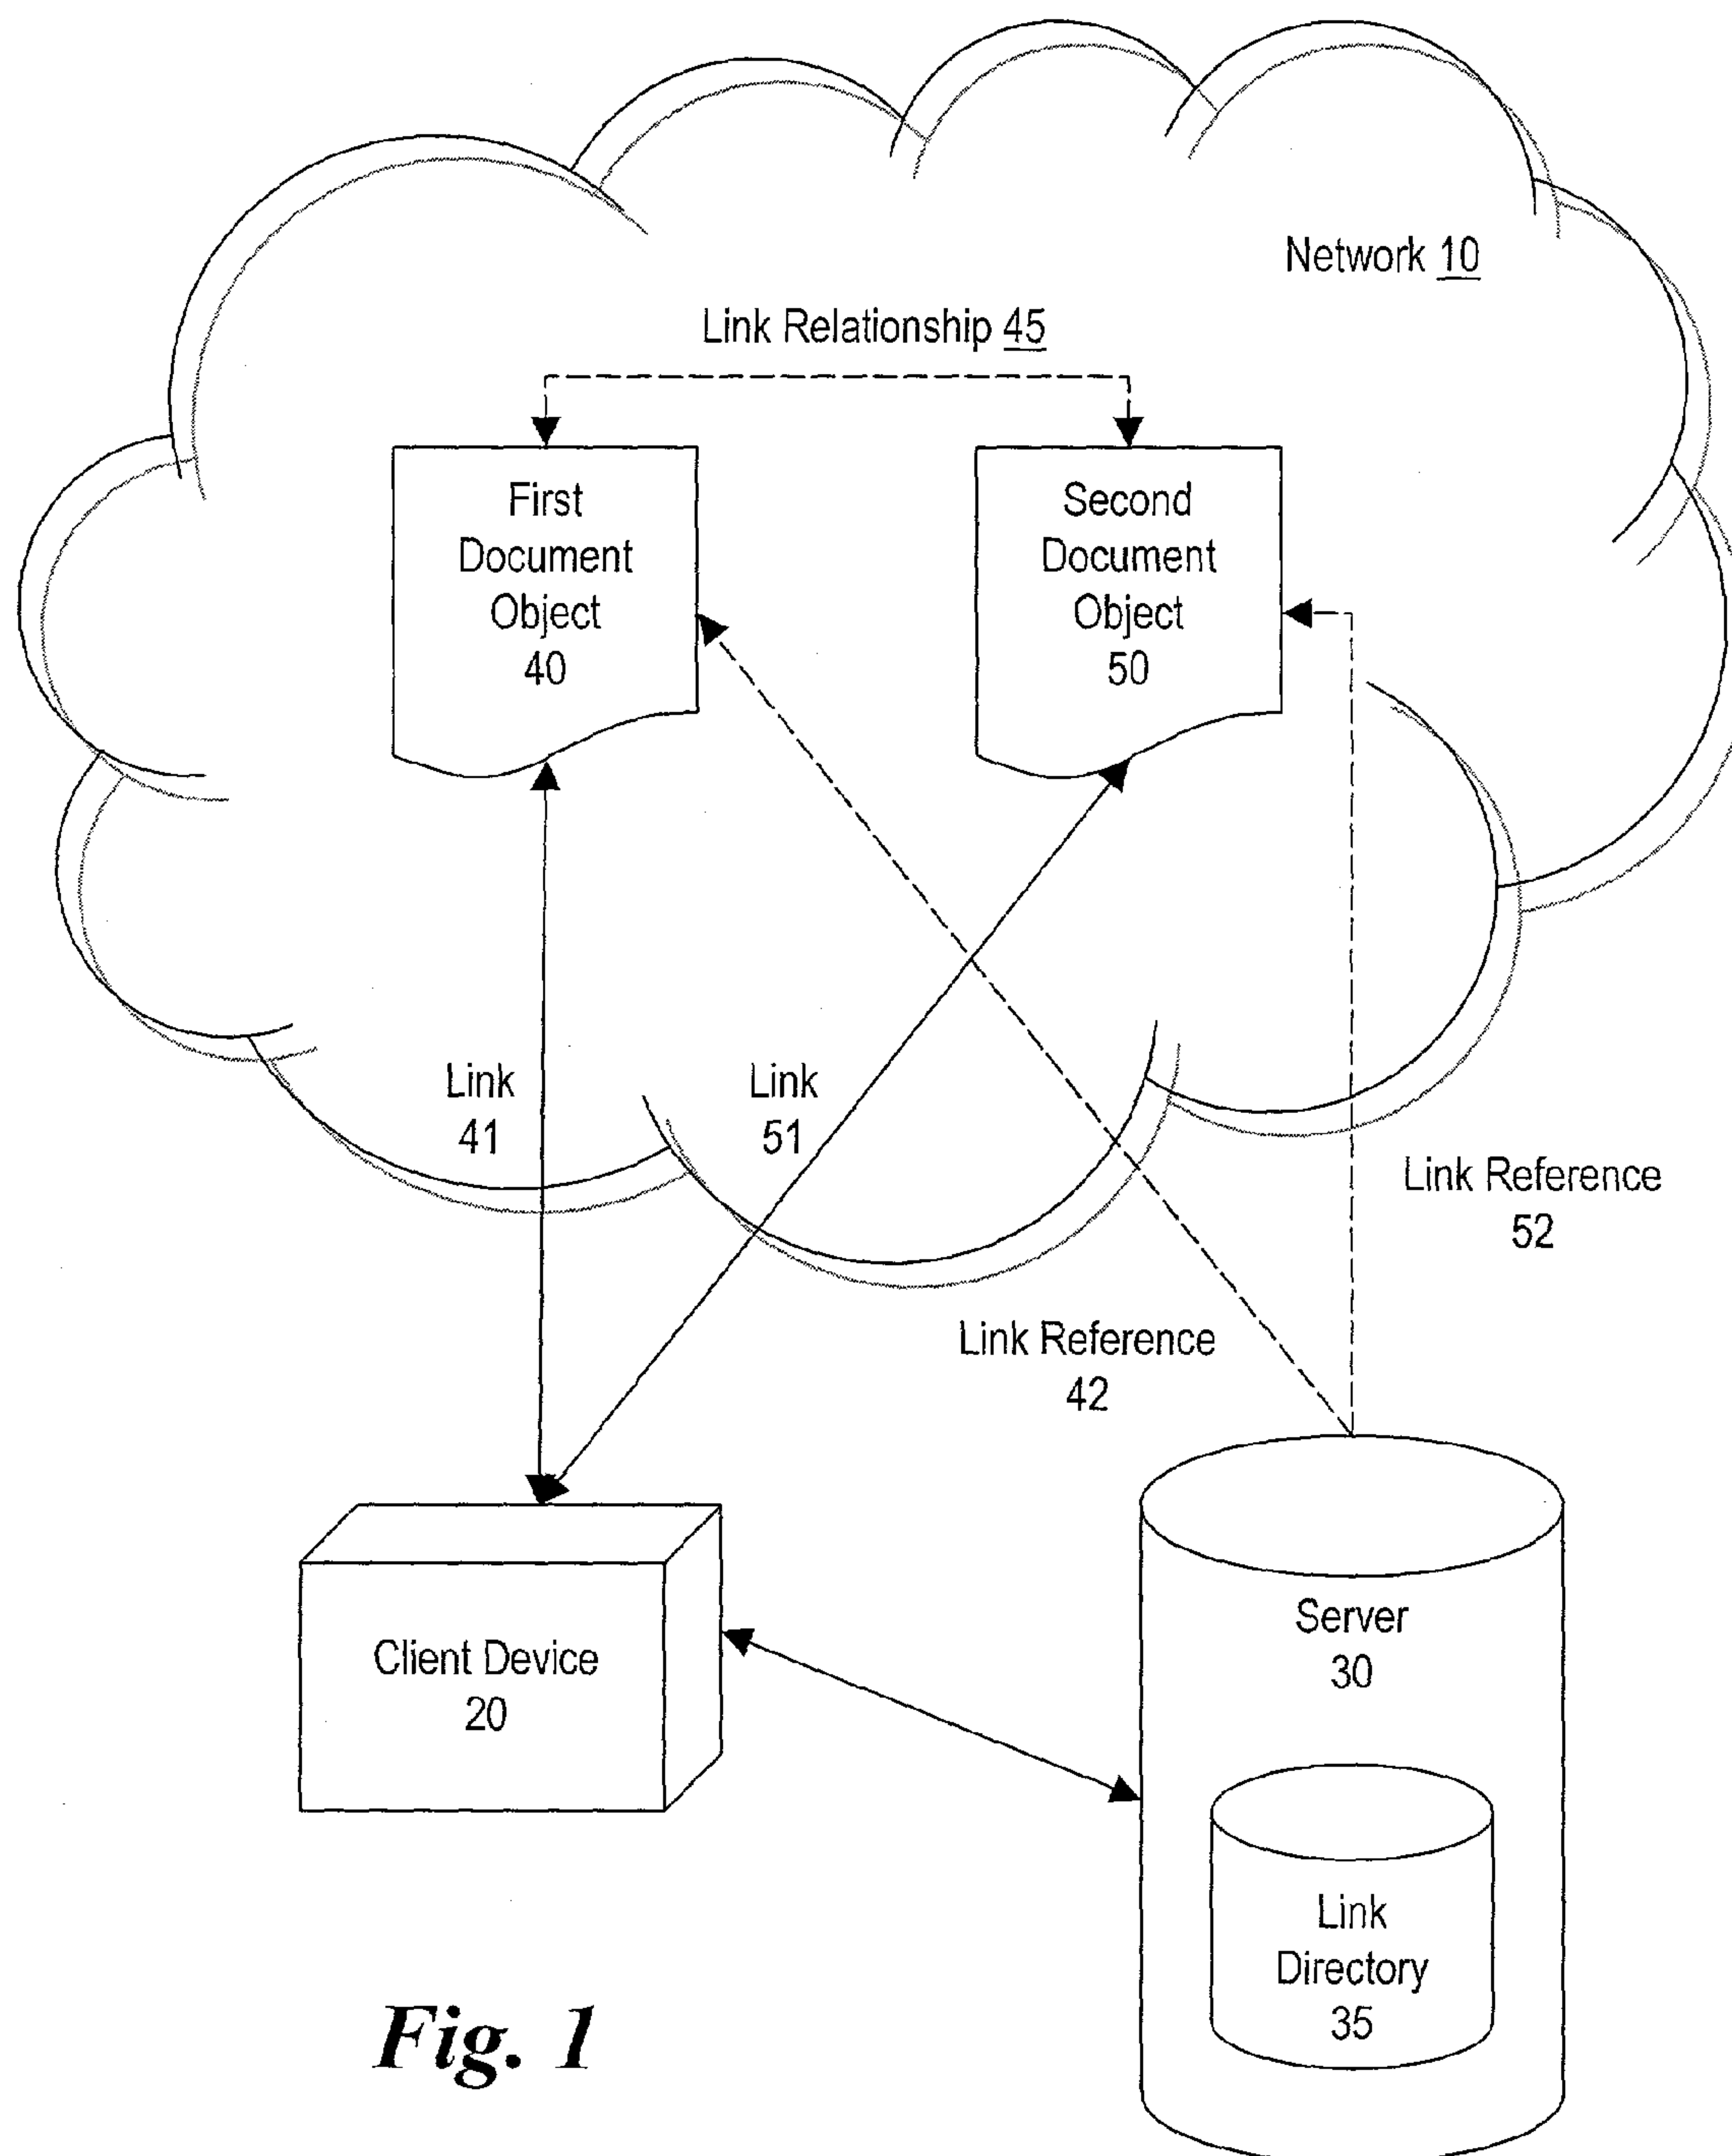 Network 10
Link Relationship 45
First
Document
Object
40
Second
Document
Object
50
Link
41
Link
51
Link Reference
52
Link Reference
42
Client Device
20
Server
30
Link
Directory
35
Fig. 1